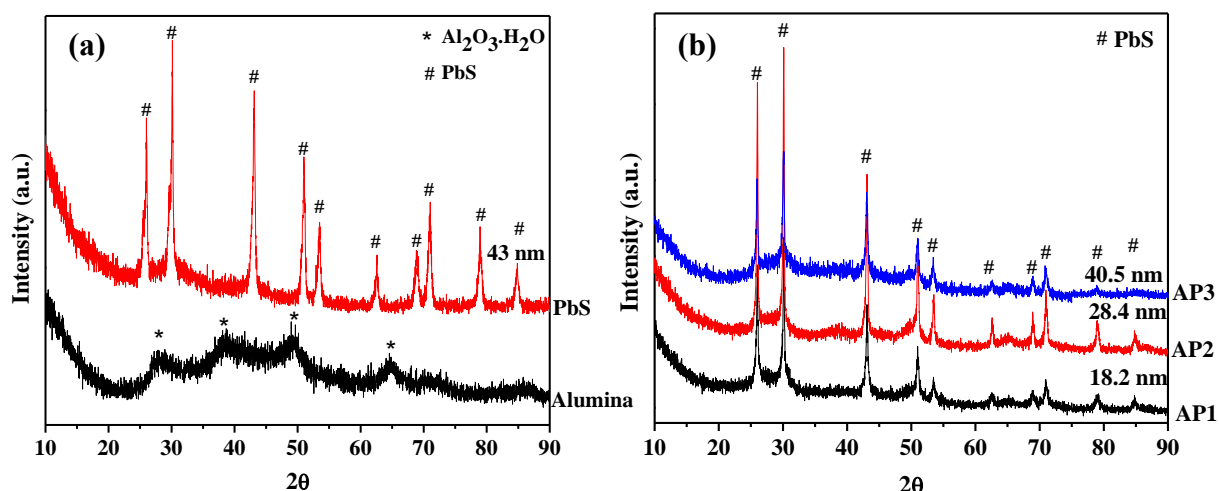 (a)
* Al₂O₃.H₂O
# PbS
# # # # # # # # # #
43 nm
PbS
* * * *
Alumina
Intensity (a.u.)
10 20 30 40 50 60 70 80 90
2θ
(b)
# PbS
# # # # # # # # # #
40.5 nm
AP3
28.4 nm
AP2
18.2 nm
AP1
Intensity (a.u.)
10 20 30 40 50 60 70 80 90
2θ